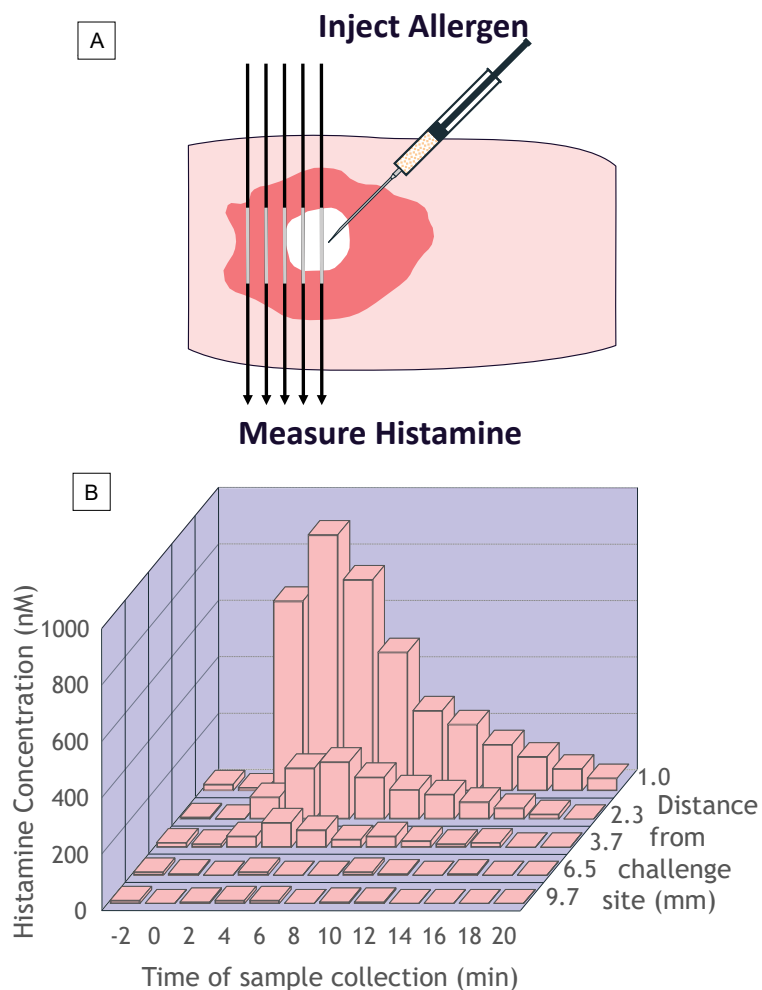 A
Inject Allergen
Measure Histamine
B
Histamine Concentration (nM)
1000
800
600
400
200
0
-2 0 2 4 6 8 10 12 14 16 18 20
Time of sample collection (min)
1.0
2.3
3.7
6.5
9.7
Distance
from
challenge
site (mm)